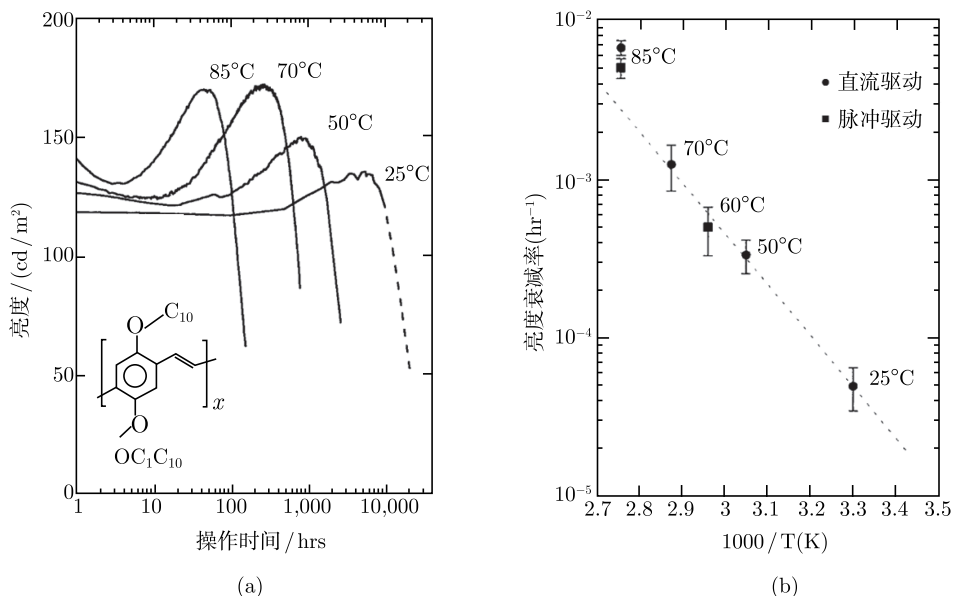 200
150
100
50
0
1
10
100
1,000
10,000
亮度/(cd/m²)
操作时间/hrs
85°C
70°C
50°C
25°C
O
C₁₀
x
O
OC₁C₁₀
(a)
10⁻²
10⁻³
10⁻⁴
10⁻⁵
2.7
2.8
2.9
3
3.1
3.2
3.3
3.4
3.5
亮度衰减率(hr⁻¹)
1000/T(K)
85°C
直流驱动
脉冲驱动
70°C
60°C
50°C
25°C
(b)